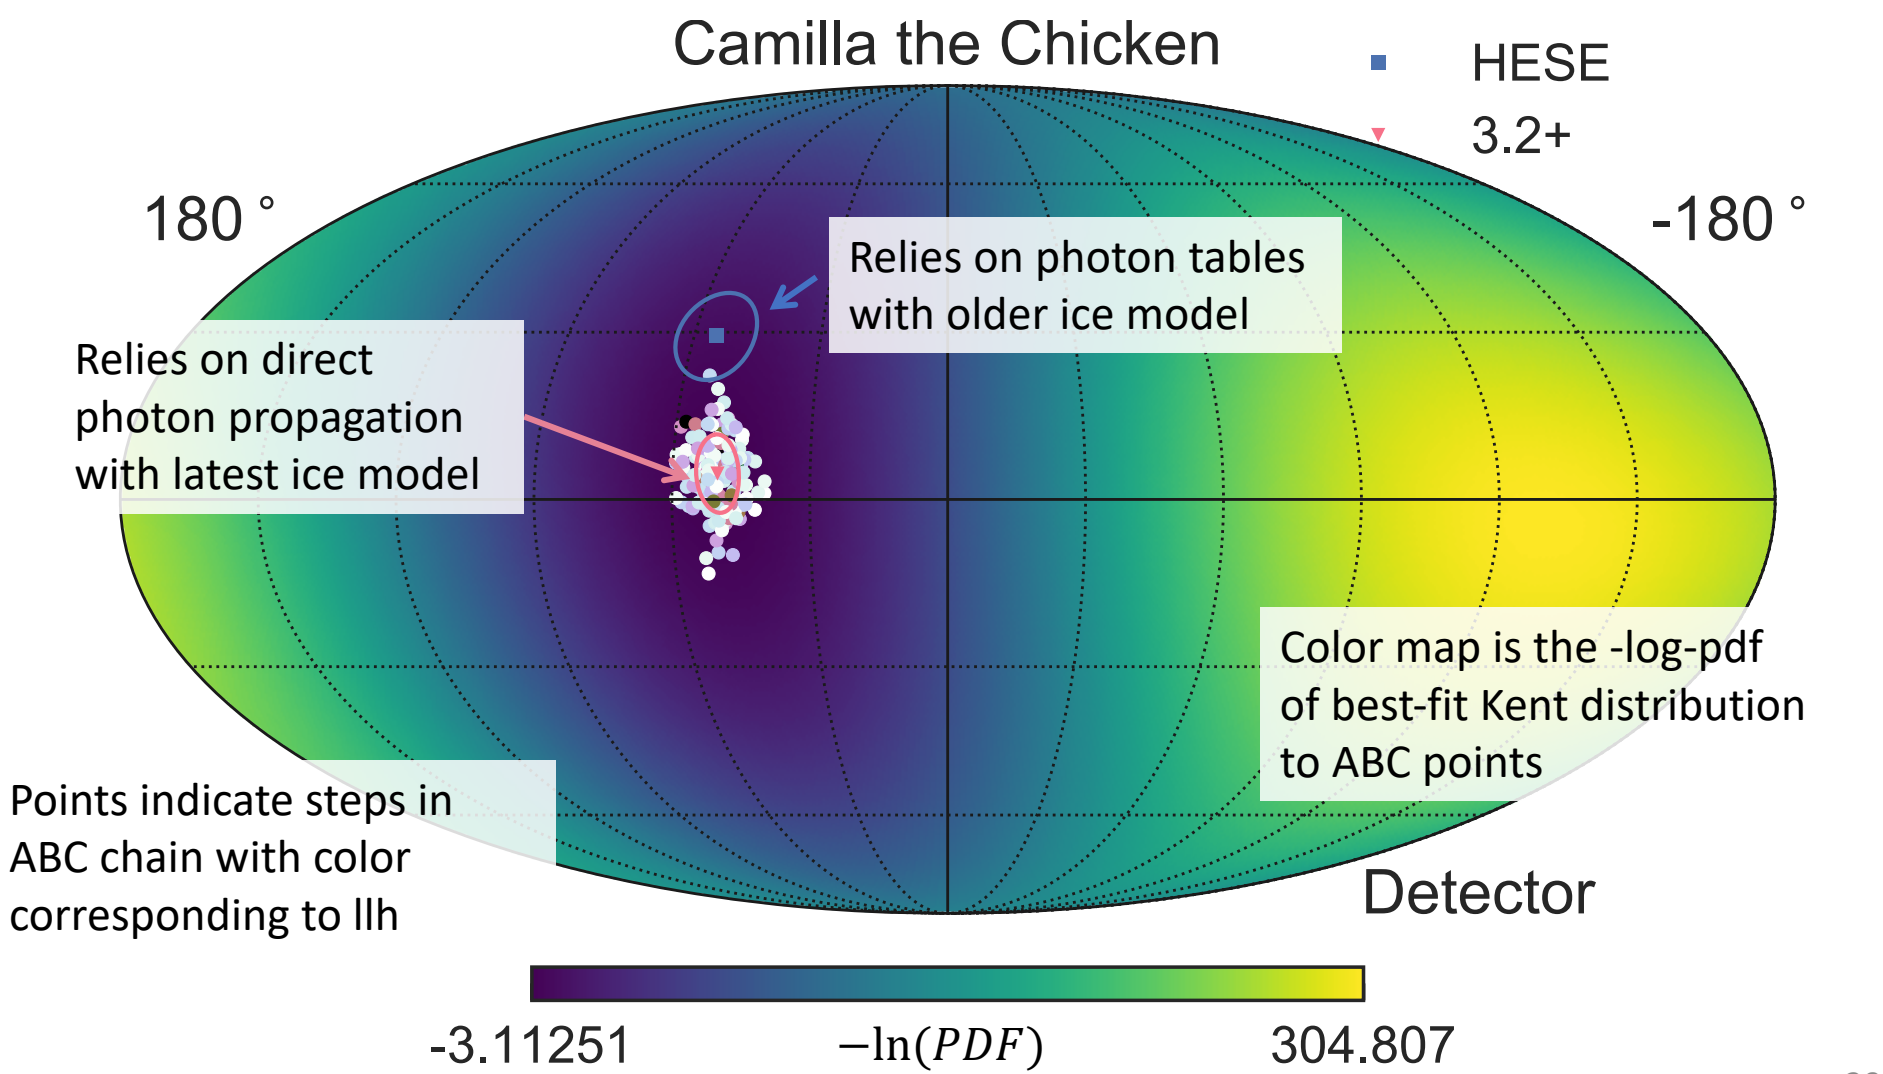 Camilla the Chicken
HESE
3.2+
180 °
-180 °
Relies on photon tables
with older ice model
Relies on direct
photon propagation
with latest ice model
Color map is the -log-pdf
of best-fit Kent distribution
to ABC points
Points indicate steps in
ABC chain with color
corresponding to llh
Detector
-3.11251
−ln(PDF)
304.807